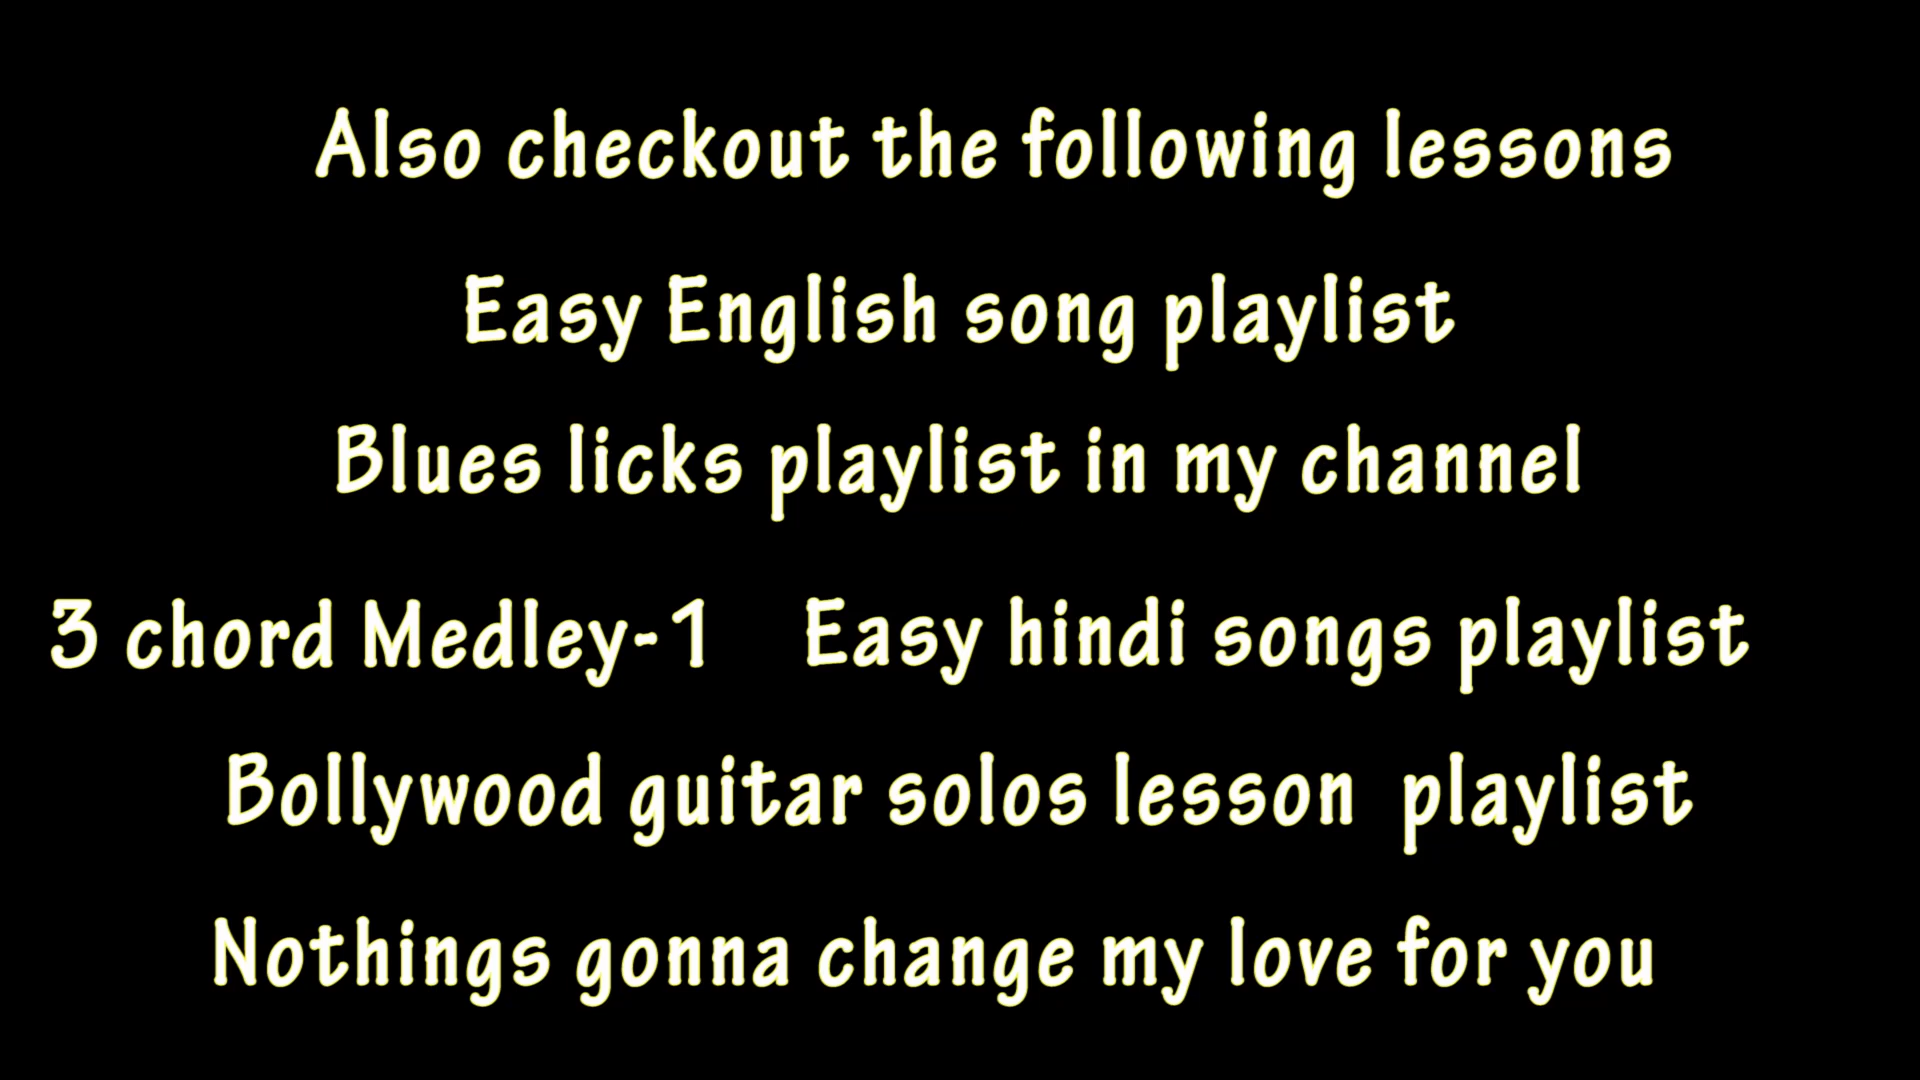 Also checkout the following lessons
Easy English song playlist
Blues licks playlist in my channel
3 chord Medley-1 Easy hindi songs playlist
Bollywood guitar solos lesson playlist
Nothings gonna change my love for you